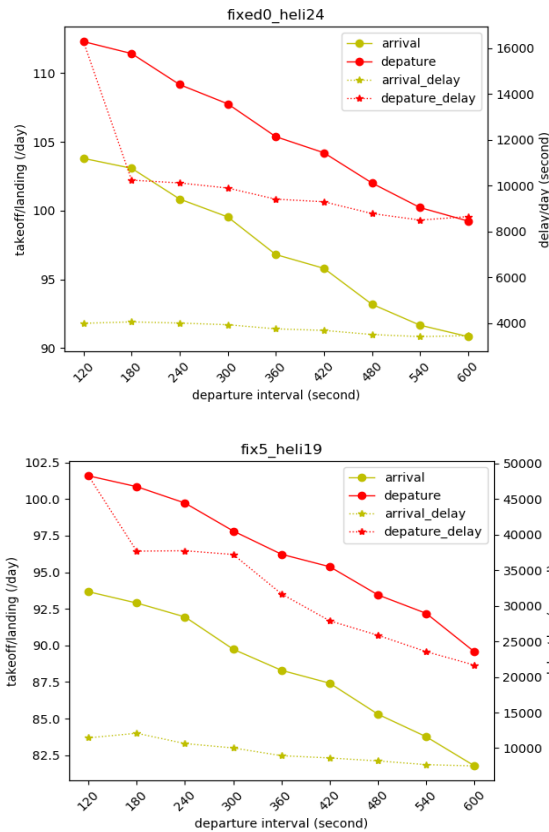 fixed0_heli24
arrival
depature
arrival_delay
depature_delay
takeoff/landing (/day)
110
105
100
95
90
16000
14000
12000
10000
8000
6000
4000
delay/day (second)
120 180 240 300 360 420 480 540 600
departure interval (second)
fix5_heli19
arrival
depature
arrival_delay
depature_delay
takeoff/landing (/day)
102.5
100.0
97.5
95.0
92.5
90.0
87.5
85.0
82.5
50000
45000
40000
35000
30000
25000
20000
15000
10000
120 180 240 300 360 420 480 540 600
departure interval (second)